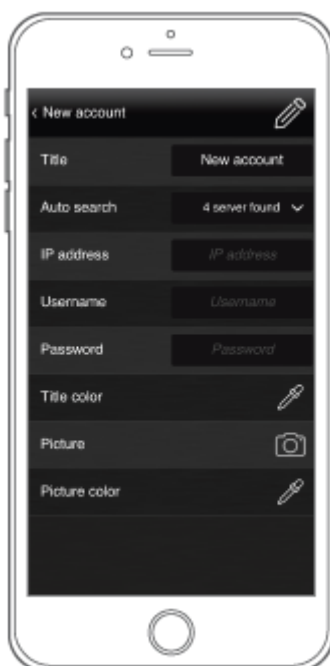 < New account
Title New account
Auto search 4 server found
IP address IP address
Username Username
Password Password
Title color
Picture
Picture color